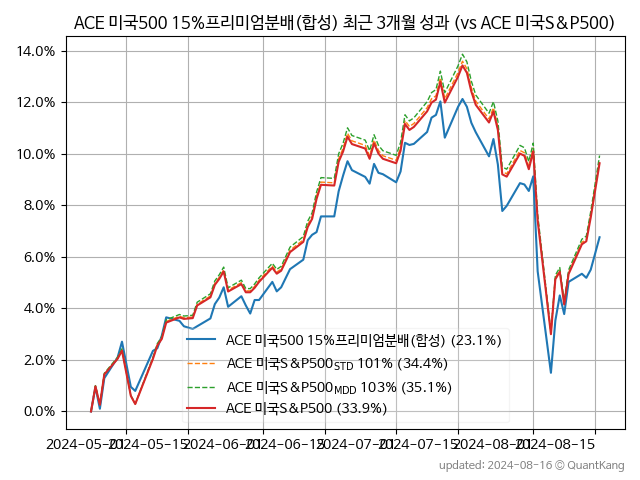 ACE 미국500 15%프리미엄분배(합성) 최근 3개월 성과 (vs ACE 미국S&P500)
14.0%
12.0%
10.0%
8.0%
6.0%
4.0%
2.0%
0.0%
ACE 미국500 15%프리미엄분배(합성) (23.1%)
ACE 미국S&P500STD 101% (34.4%)
ACE 미국S&P500MDD 103% (35.1%)
ACE 미국S&P500 (33.9%)
2024-05-01 2024-05-15 2024-06-01 2024-06-15 2024-07-01 2024-07-15 2024-08-01 2024-08-15
updated: 2024-08-16 © QuantKang